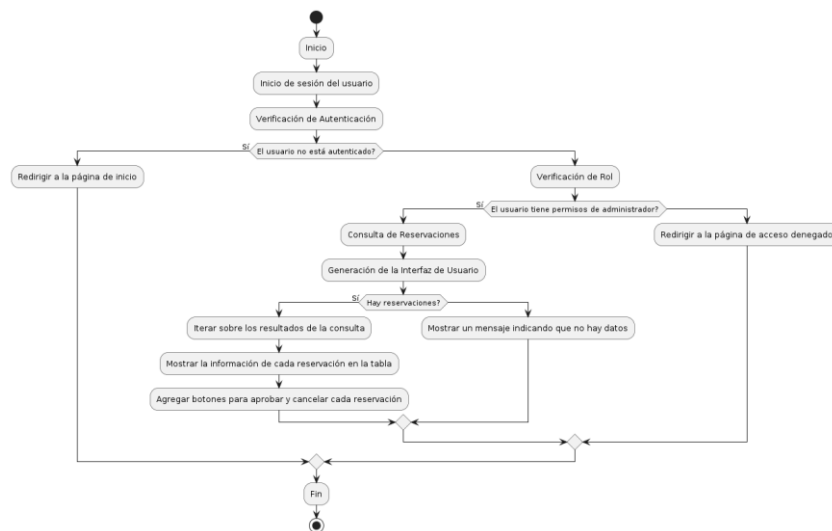 Inicio
Inicio de sesión del usuario
Verificación de Autenticación
Sí
El usuario no está autenticado?
Redirigir a la página de inicio
Verificación de Rol
Sí
El usuario tiene permisos de administrador?
Consulta de Reservaciones
Redirigir a la página de acceso denegado
Generación de la Interfaz de Usuario
Sí
Hay reservaciones?
Iterar sobre los resultados de la consulta
Mostrar un mensaje indicando que no hay datos
Mostrar la información de cada reservación en la tabla
Agregar botones para aprobar y cancelar cada reservación
Fin